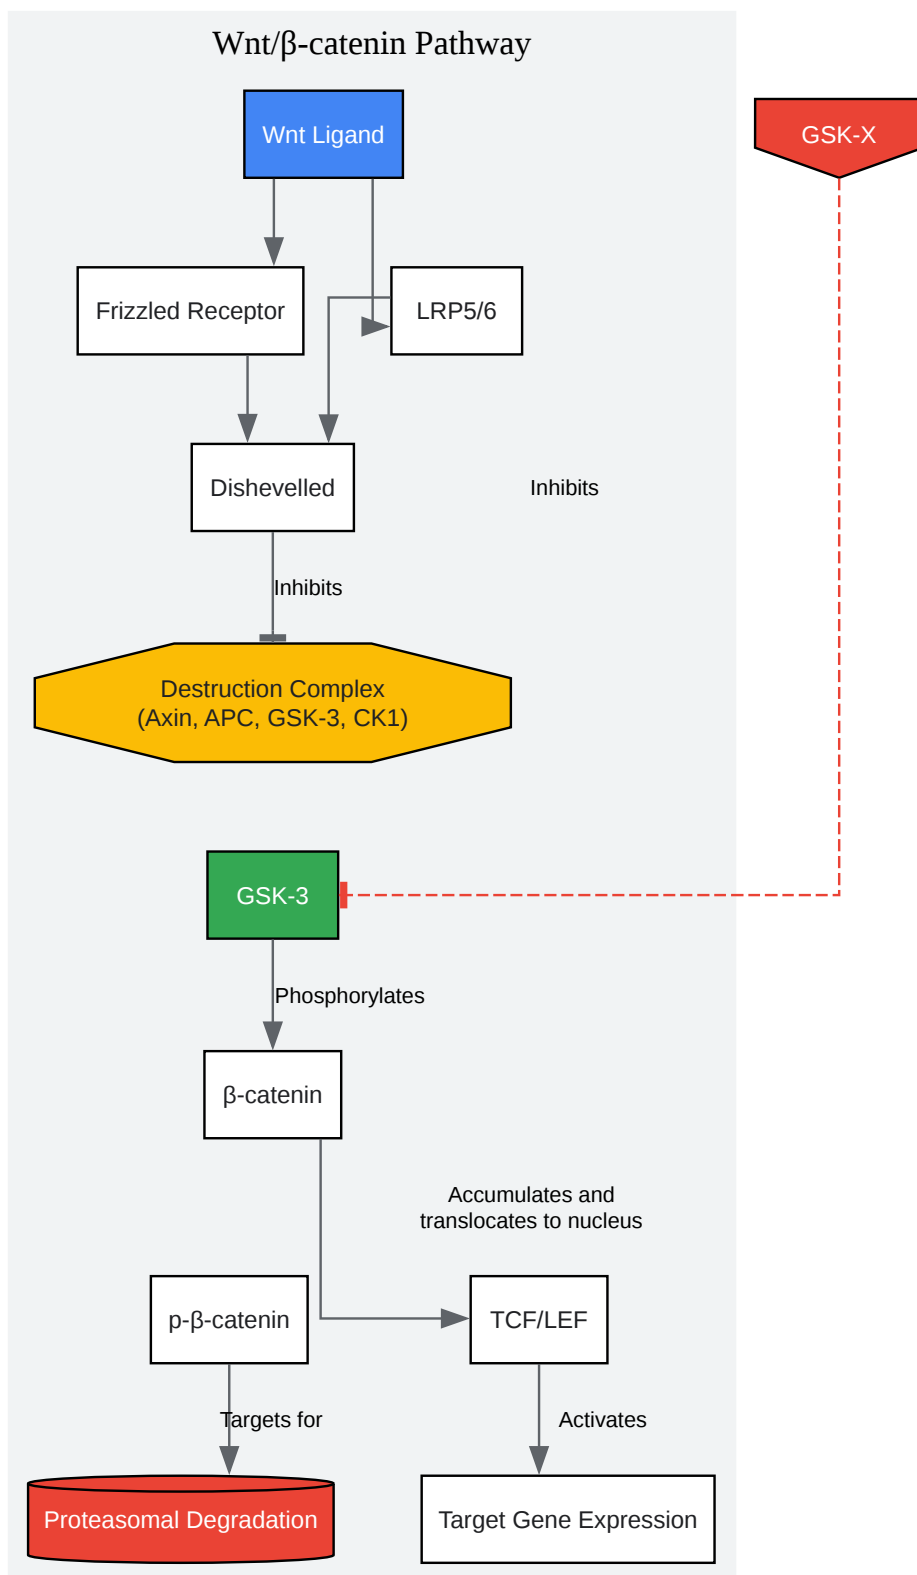 Wnt/β-catenin Pathway
Wnt Ligand
GSK-X
Frizzled Receptor
LRP5/6
Dishevelled
Inhibits
Inhibits
Destruction Complex
(Axin, APC, GSK-3, CK1)
GSK-3
Phosphorylates
β-catenin
Accumulates and
translocates to nucleus
p-β-catenin
TCF/LEF
Targets for
Activates
Proteasomal Degradation
Target Gene Expression